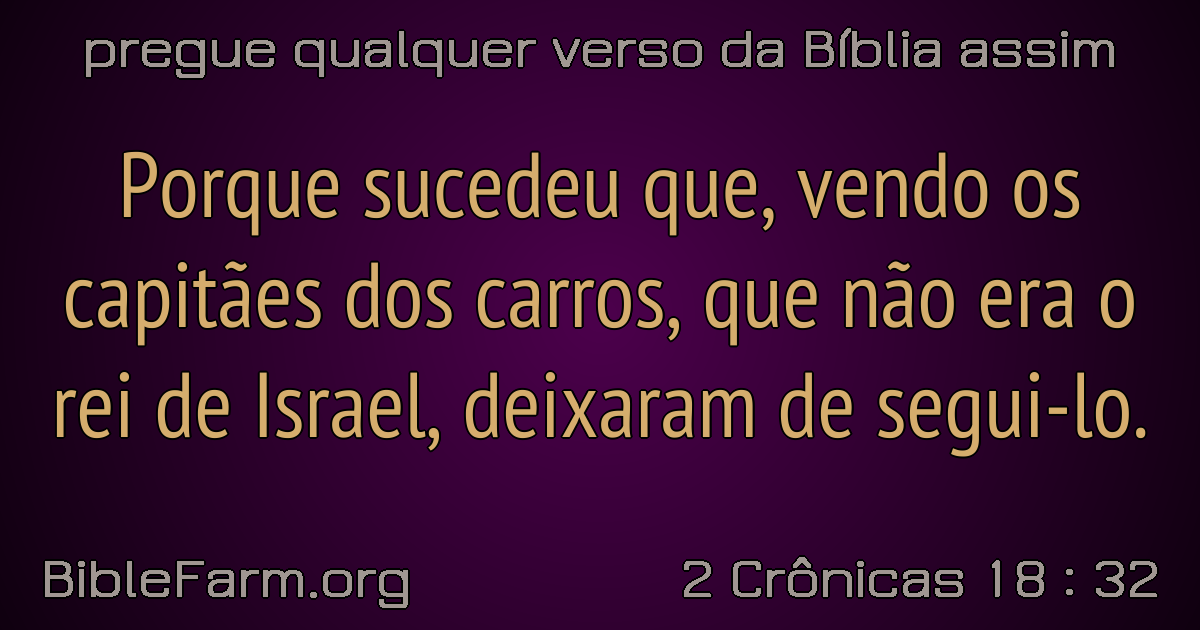 pregue qualquer verso da Bíblia assim
Porque sucedeu que, vendo os
capitães dos carros, que não era o
rei de Israel, deixaram de segui-lo.
BibleFarm.org
2 Crônicas 18 : 32